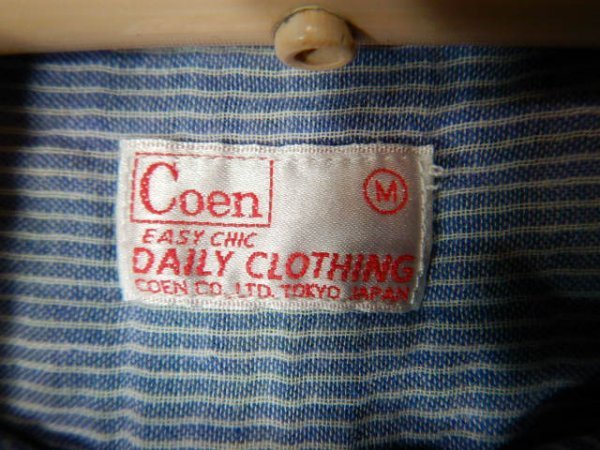 Coen
M
EASY CHIC
DAILY CLOTHING
COEN CO., LTD. TOKYO JAPAN